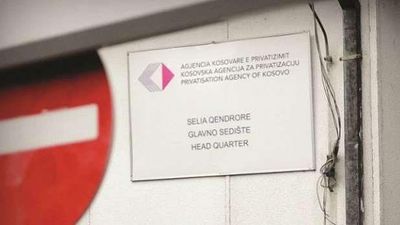 AGJENCIA KOSOVARE E PRIVATIZIMIT
KOSOVSKA AGENCIJA ZA PRIVATIZACIJU
PRIVATISATION AGENCY OF KOSOVO
SELIA QENDRORE
GLAVNO SEDIŠTE
HEAD QUARTER